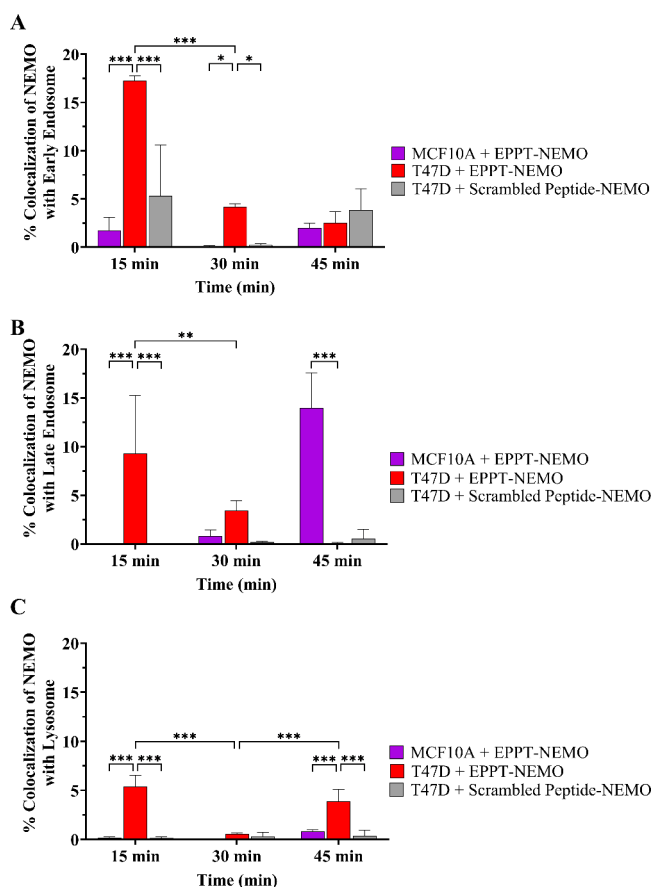 A
% Colocalization of NEMO
with Early Endosome
20
15
10
5
0
***
***
***
*
*
15 min
30 min
45 min
Time (min)
MCF10A + EPPT-NEMO
T47D + EPPT-NEMO
T47D + Scrambled Peptide-NEMO
B
% Colocalization of NEMO
with Late Endosome
20
15
10
5
0
**
***
***
***
15 min
30 min
45 min
Time (min)
MCF10A + EPPT-NEMO
T47D + EPPT-NEMO
T47D + Scrambled Peptide-NEMO
C
% Colocalization of NEMO
with Lysosome
20
15
10
5
0
***
***
***
***
***
***
15 min
30 min
45 min
Time (min)
MCF10A + EPPT-NEMO
T47D + EPPT-NEMO
T47D + Scrambled Peptide-NEMO